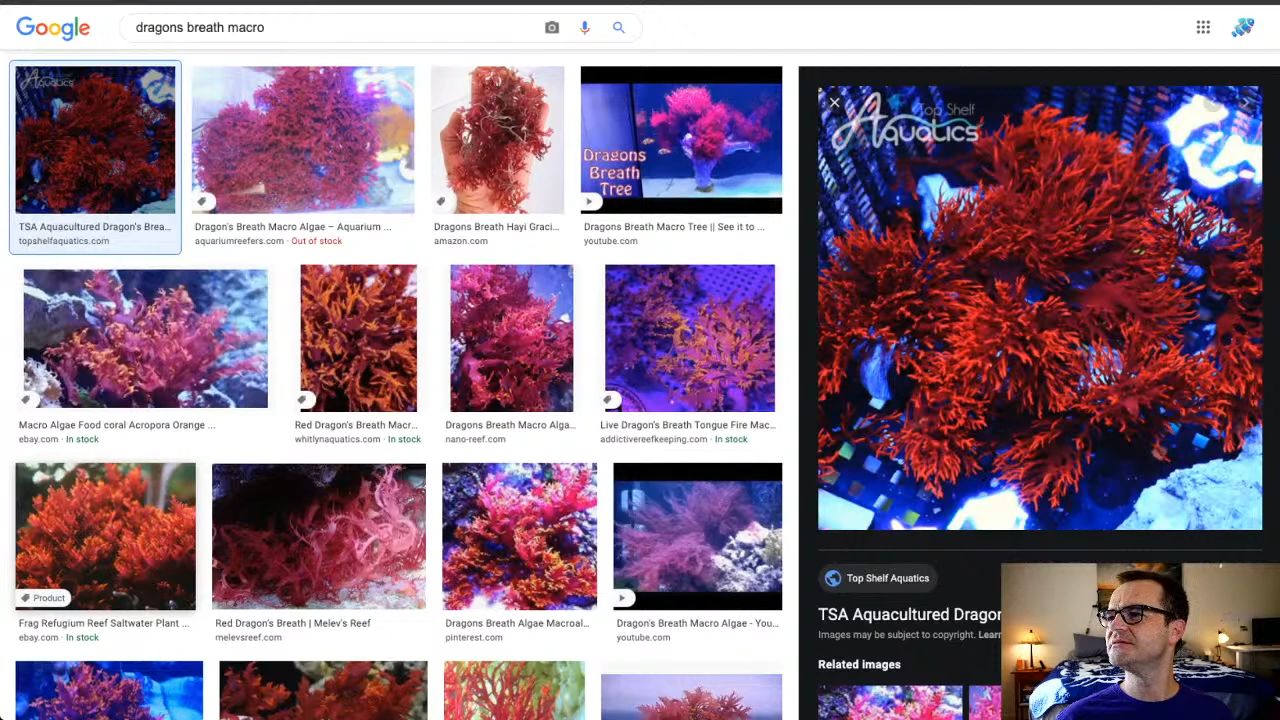 Google
dragons breath macro
Aquatics
TSA Aquacultured Dragon's Brea...
topshelfaquatics.com
Dragon's Breath Macro Algae – Aquarium ...
aquariumreefers.com · Out of stock
Dragons Breath Hayi Graci...
amazon.com
Dragons
Breath
Tree
Dragons Breath Macro Tree || See it to ...
youtube.com
Top Shelf
Aquatics
Macro Algae Food coral Acropora Orange ...
ebay.com · In stock
Red Dragon's Breath Macr...
whitlynaquatics.com · In stock
Dragons Breath Macro Alga...
nano-reef.com
Live Dragon's Breath Tongue Fire Mac...
addictivereefkeeping.com · In stock
Product
Frag Refugium Reef Saltwater Plant ...
ebay.com · In stock
Red Dragon's Breath | Melev's Reef
melevsreef.com
Dragons Breath Algae Macroal...
pinterest.com
Dragon's Breath Macro Algae - You...
youtube.com
Top Shelf Aquatics
TSA Aquacultured Dragon
Images may be subject to copyright. Learn
Related images